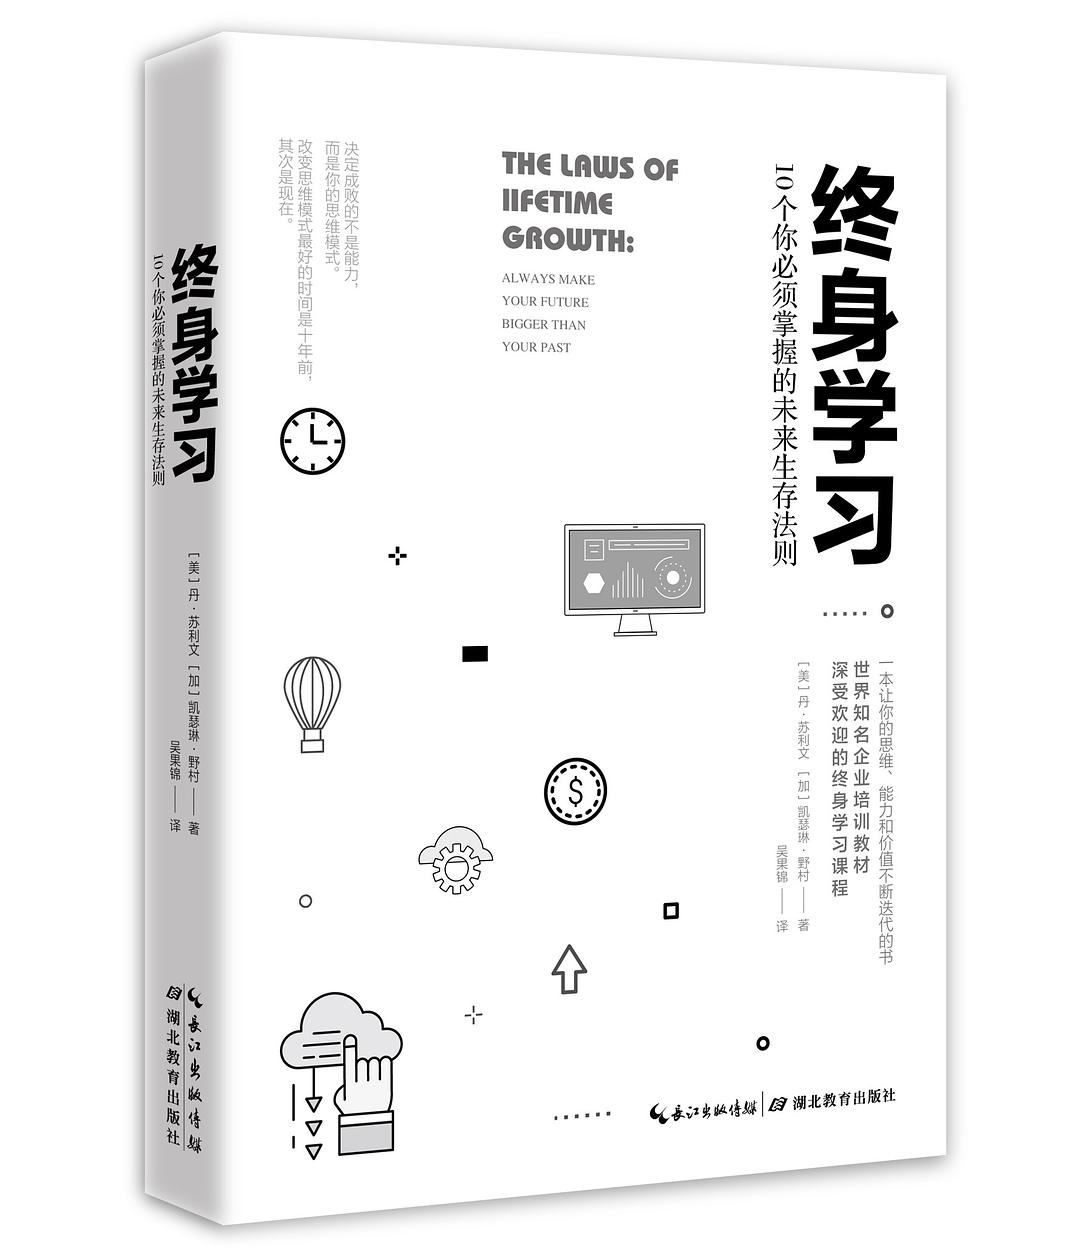 终身学习
10个你必须掌握的未来生存法则
THE LAWS OF
lIFETIME
GROWTH:
ALWAYS MAKE
YOUR FUTURE
BIGGER THAN
YOUR PAST
决定成败的不是能力，
而是你的思维模式。
改变思维模式最好的时间是十年前，
其次是现在。
一本让你的思维、能力和价值不断迭代的书
世界知名企业培训教材
深受欢迎的终身学习课程
［美］丹·苏利文 ［加］凯瑟琳·野村 —— 著
吴果锦 —— 译
$
长江出版传媒 湖北教育出版社
终身学习
10个你必须掌握的未来生存法则
［美］丹·苏利文［加］凯瑟琳·野村 —— 著
吴果锦 —— 译
长江出版传媒
湖北教育出版社